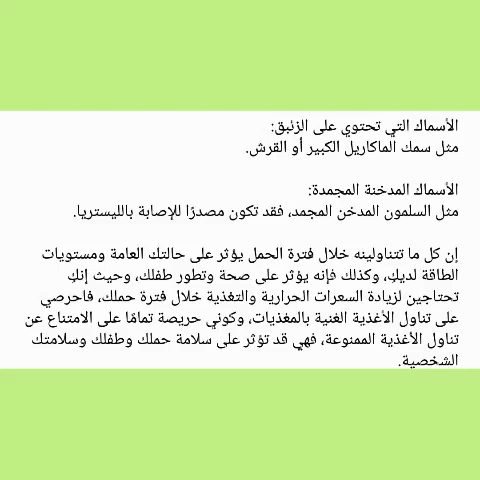 الأسماك التي تحتوي على الزئبق:
مثل سمك الماكاريل الكبير أو القرش.
الأسماك المدخنة المجمدة:
مثل السلمون المدخن المجمد، فقد تكون مصدرًا للإصابة بالليستريا.
إن كل ما تتناولينه خلال فترة الحمل يؤثر على حالتك العامة ومستويات
الطاقة لديكِ، وكذلك فإنه يؤثر على صحة وتطور طفلك، وحيث إنكِ
تحتاجين لزيادة السعرات الحرارية والتغذية خلال فترة حملك، فاحرصي
على تناول الأغذية الغنية بالمغذيات، وكوني حريصة تمامًا على الامتناع عن
تناول الأغذية الممنوعة، فهي قد تؤثر على سلامة حملك وطفلك وسلامتك
الشخصية.